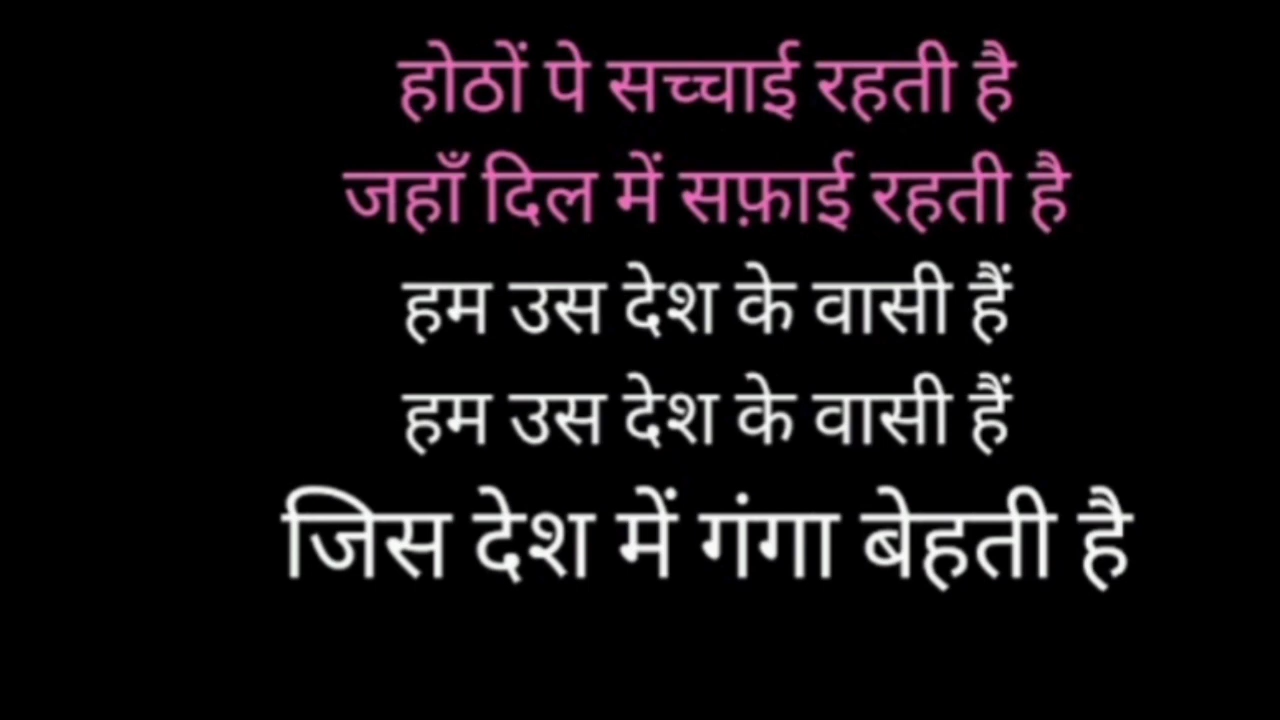 होठों पे सच्चाई रहती है
जहाँ दिल में सफ़ाई रहती है
हम उस देश के वासी हैं
हम उस देश के वासी हैं
जिस देश में गंगा बेहती है